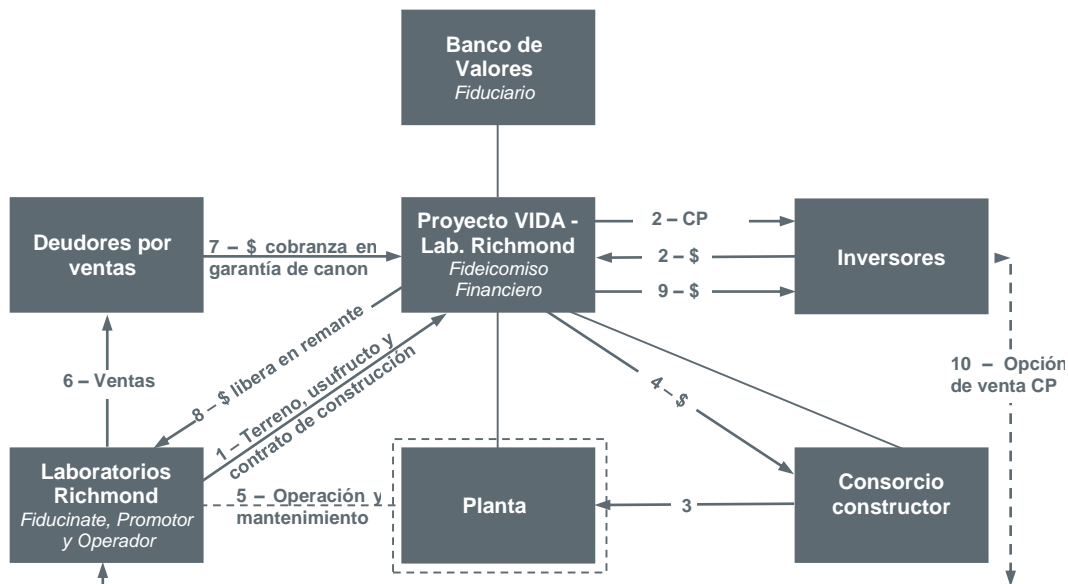 Banco de
Valores
Fiduciario
Deudores por
ventas
7 – $ cobranza en
garantía de canon
Proyecto VIDA -
Lab. Richmond
Fideicomiso
Financiero
2 – CP
2 – $
9 – $
Inversores
6 – Ventas
8 – $ libera en remante
1 – Terreno, usufructo y
contrato de construcción
4 – $
10 – Opción
de venta CP
Laboratorios
Richmond
Fiducinate, Promotor
y Operador
5 – Operación y
mantenimiento
Planta
3
Consorcio
constructor